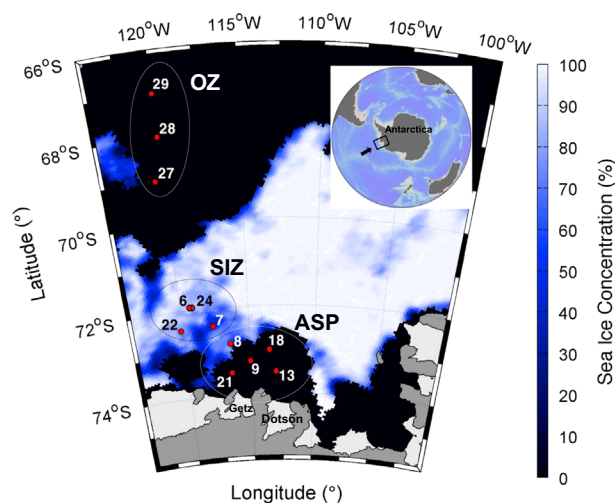 120°W
115°W
110°W
105°W
100°W
66°S
68°S
70°S
72°S
74°S
Latitude (°)
Longitude (°)
OZ
29
28
27
Antarctica
SIZ
6 24
22
7
ASP
8
18
9
21
13
Getz
Dotson
100
90
80
70
60
50
40
30
20
10
0
Sea Ice Concentration (%)